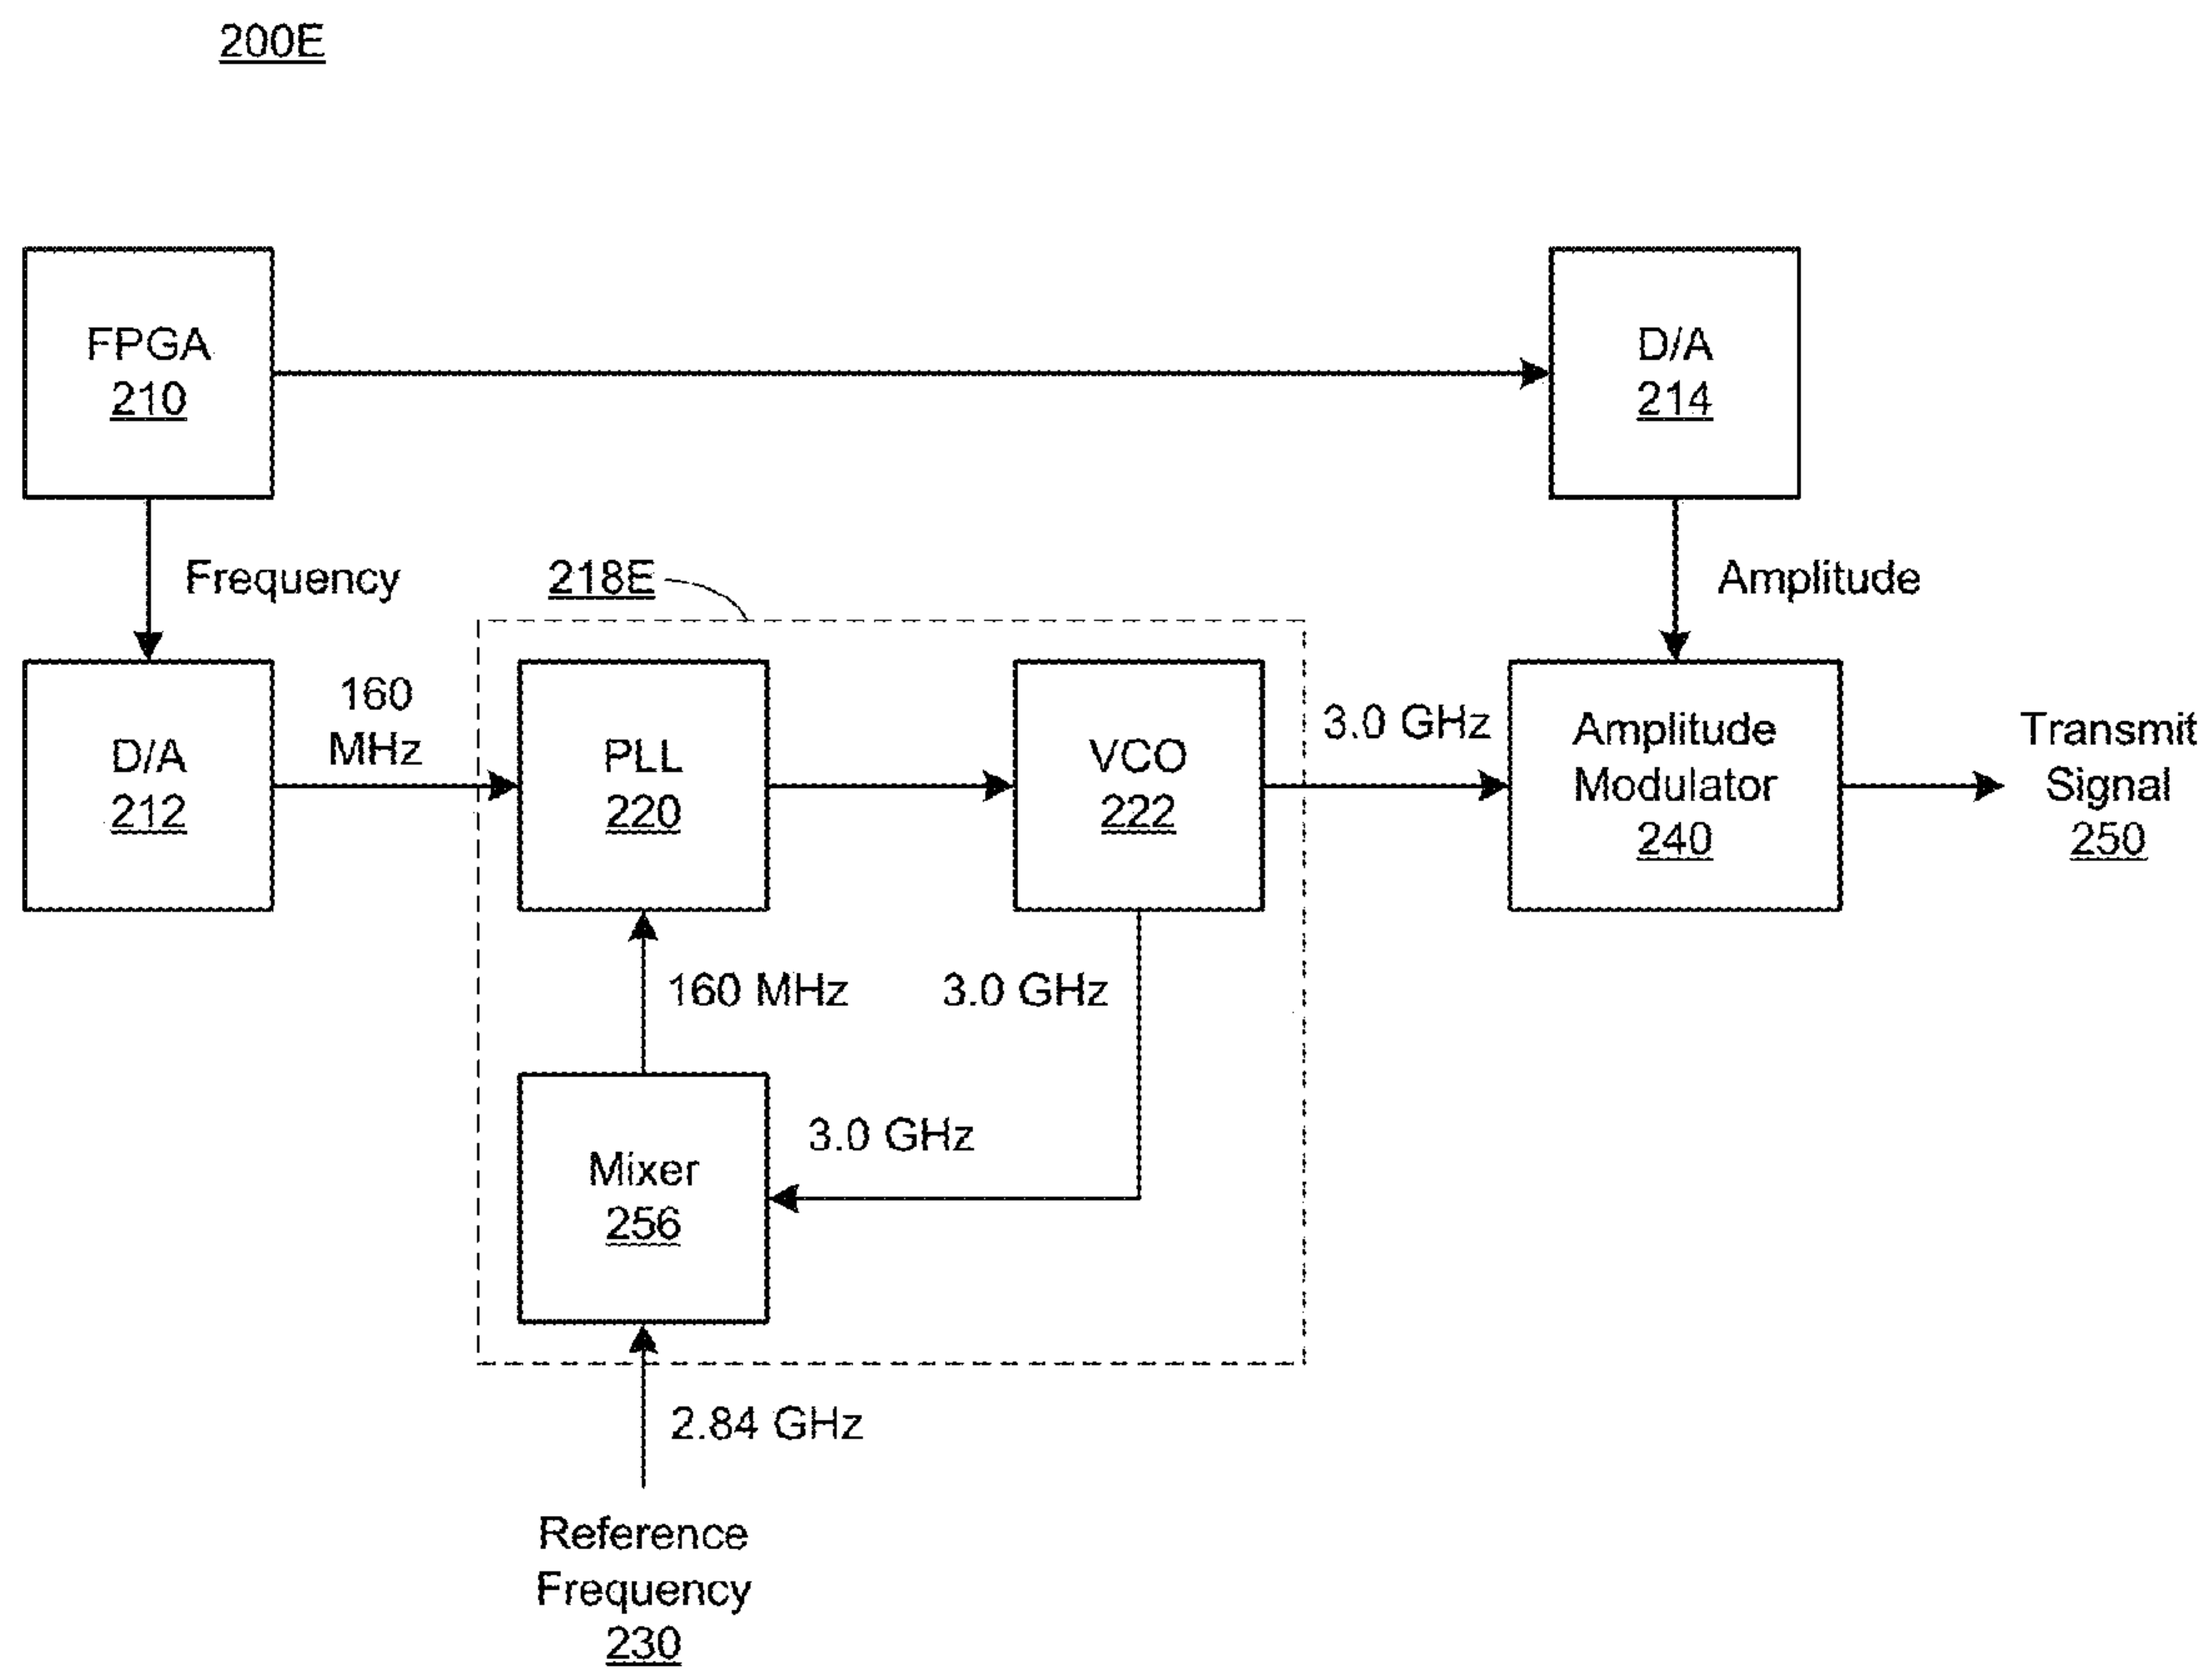 200E
FPGA
210
D/A
214
Frequency
218E
Amplitude
D/A
212
160
MHz
PLL
220
VCO
222
3.0 GHz
Amplitude
Modulator
240
Transmit
Signal
250
160 MHz
3.0 GHz
3.0 GHz
Mixer
256
2.84 GHz
Reference
Frequency
230